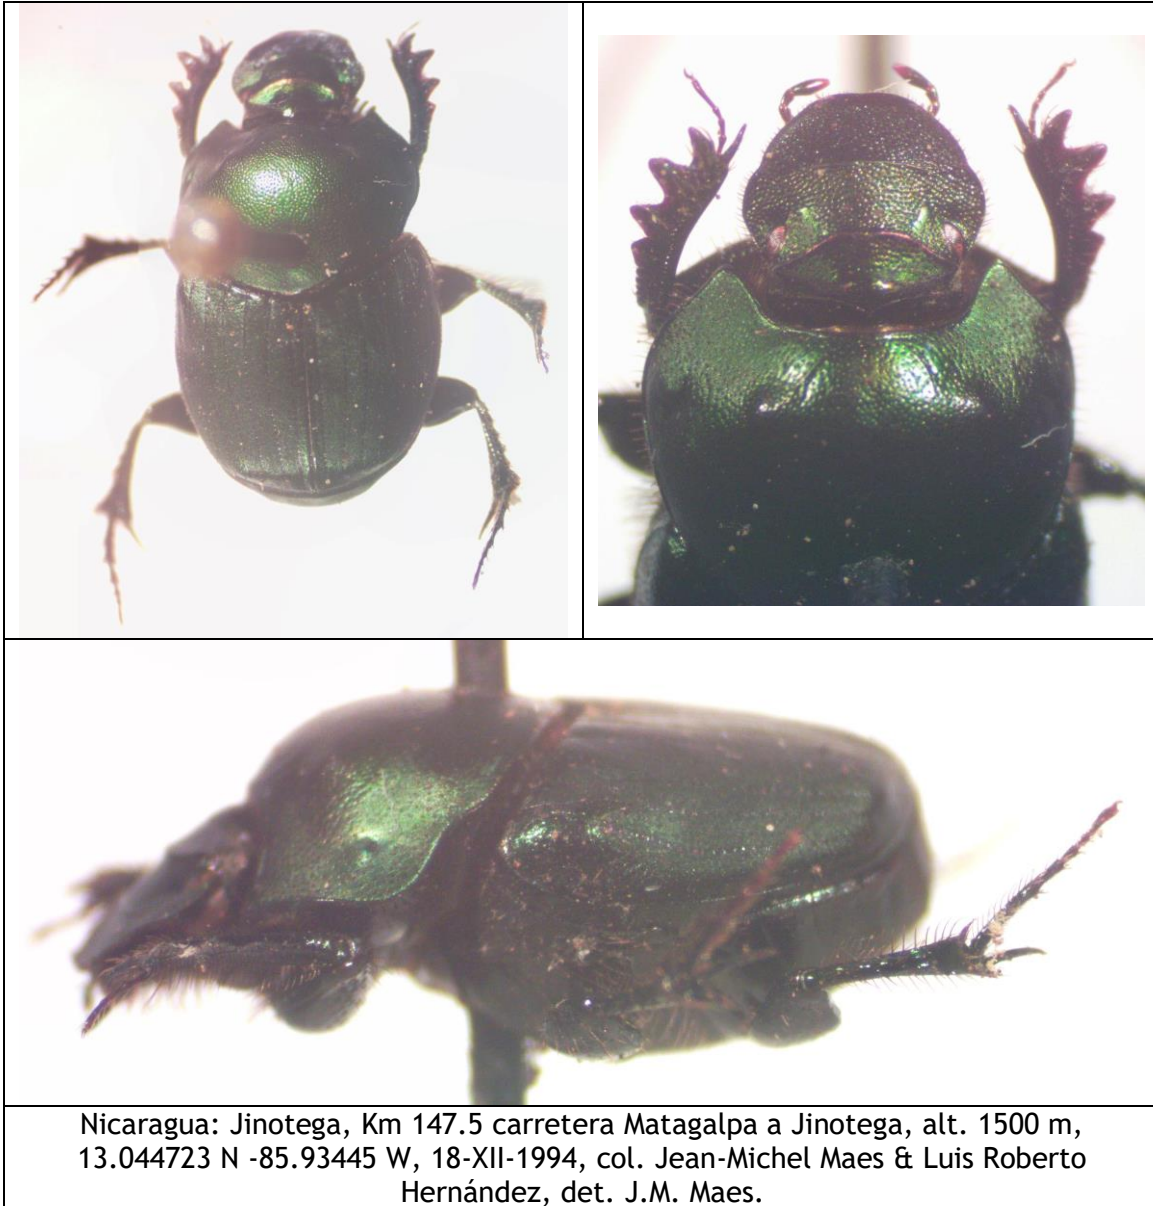 Nicaragua: Jinotega, Km 147.5 carretera Matagalpa a Jinotega, alt. 1500 m,
13.044723 N -85.93445 W, 18-XII-1994, col. Jean-Michel Maes & Luis Roberto
Hernández, det. J.M. Maes.